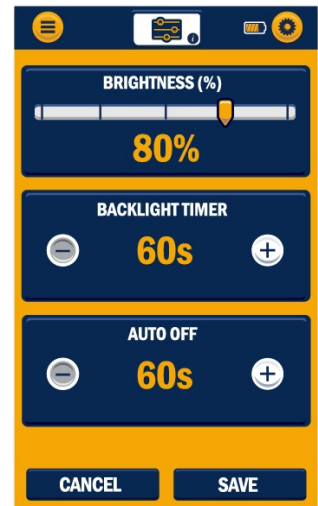 BRIGHTNESS (%)
80%
BACKLIGHT TIMER
60s
AUTO OFF
60s
CANCEL SAVE